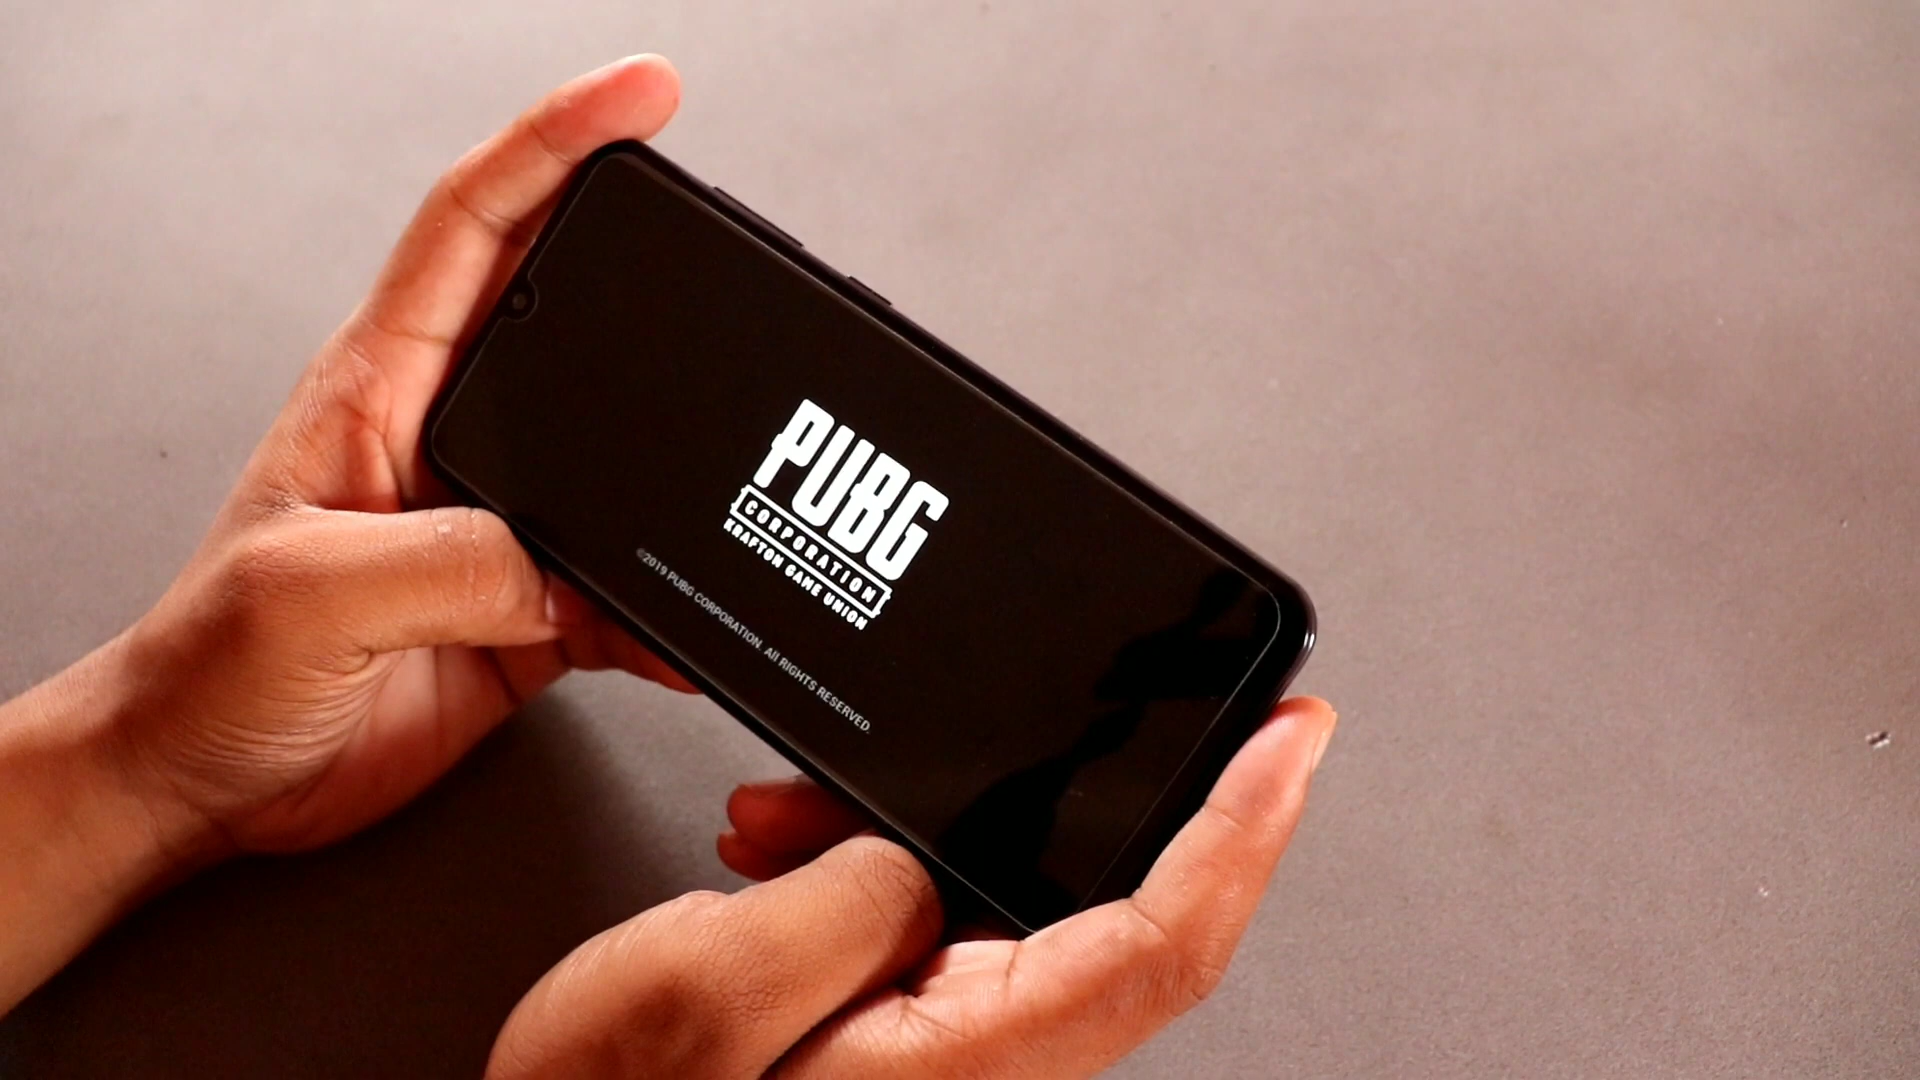 PUBG
CORPORATION
KRAFTON GAME UNION
©2019 PUBG CORPORATION. All RIGHTS RESERVED.